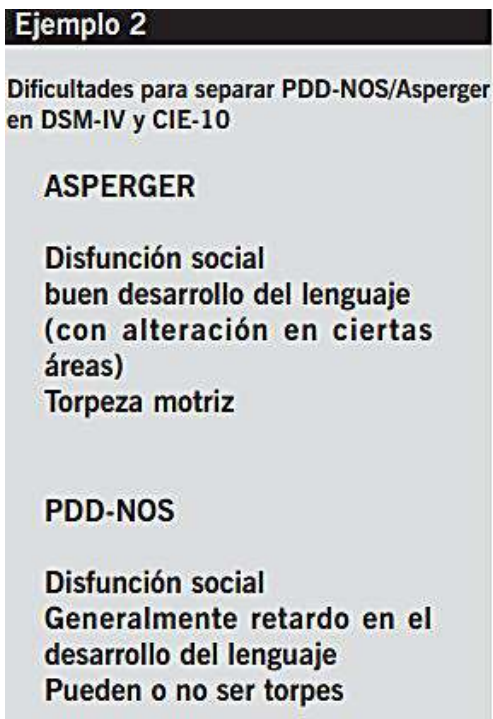 Ejemplo 2
Dificultades para separar PDD-NOS/Asperger
en DSM-IV y CIE-10
ASPERGER
Disfunción social
buen desarrollo del lenguaje
(con alteración en ciertas
áreas)
Torpeza motriz
PDD-NOS
Disfunción social
Generalmente retardo en el
desarrollo del lenguaje
Pueden o no ser torpes